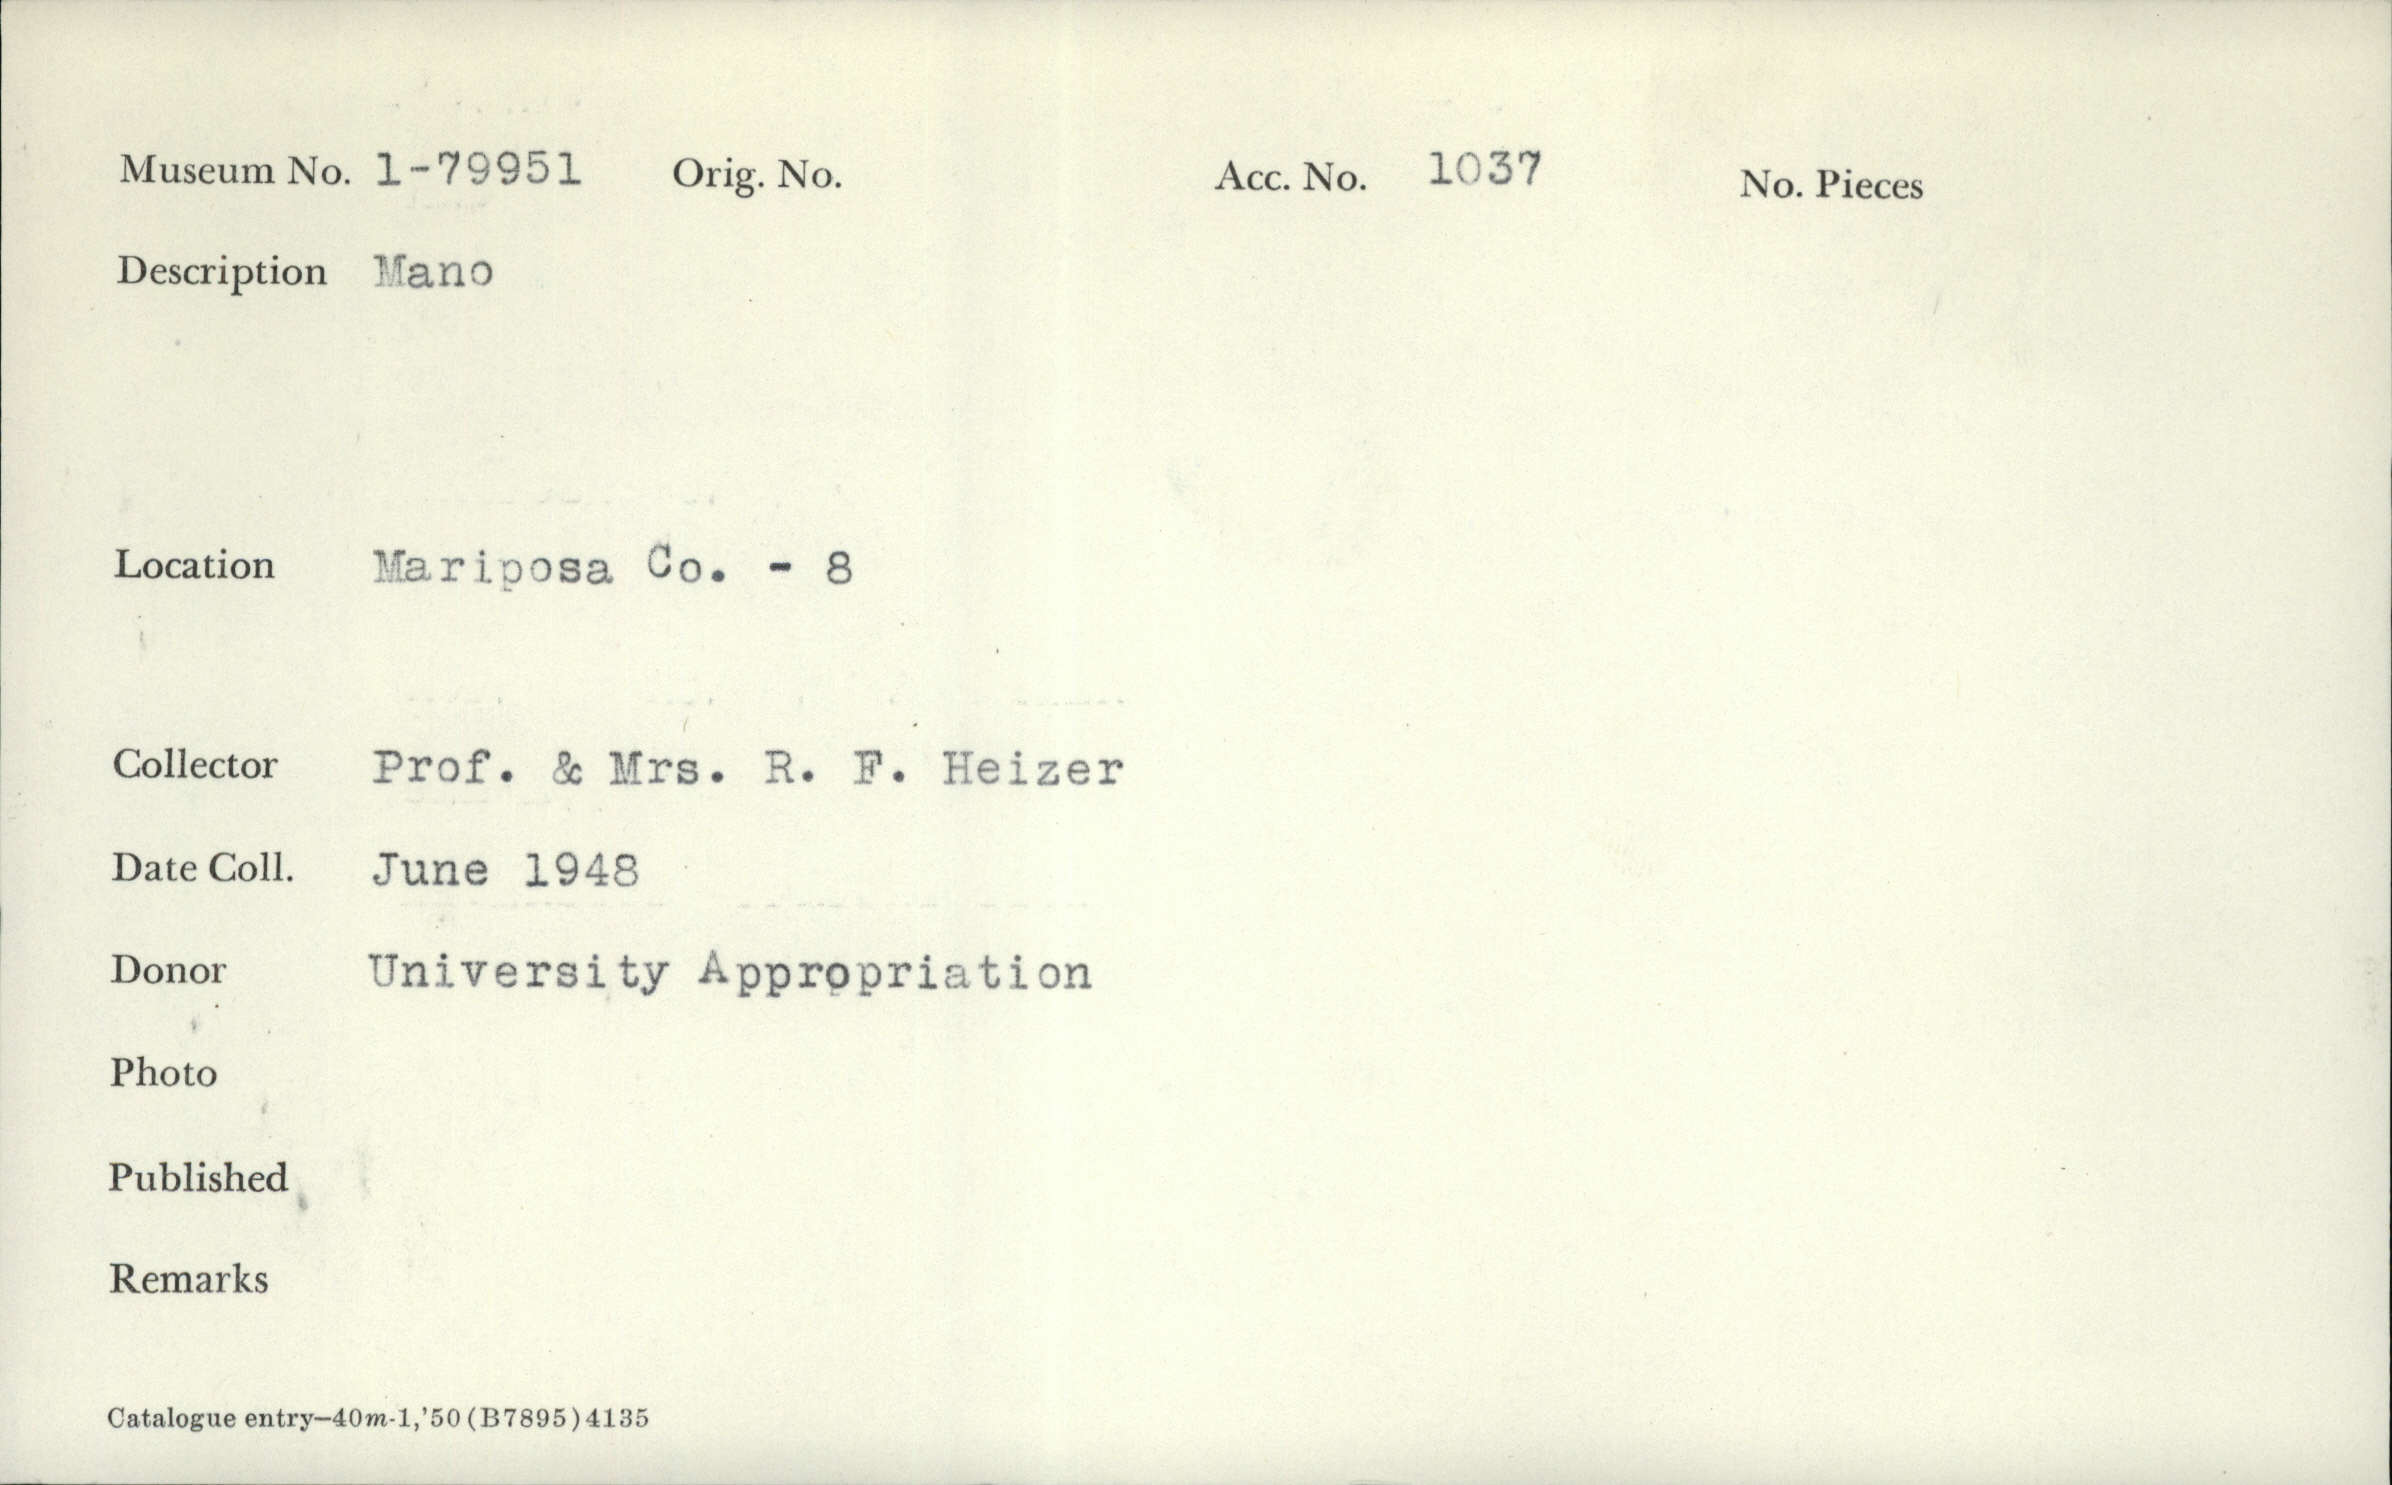 Museum No. 1-79951 Orig. No. Acc. No. 1037 No. Pieces
Description Mano
Location Mariposa Co. - 8
Collector Prof. & Mrs. R. F. Heizer
Date Coll. June 1948
Donor University Appropriation
Photo
Published
Remarks
Catalogue entry—40m-1,'50(B7895)4135